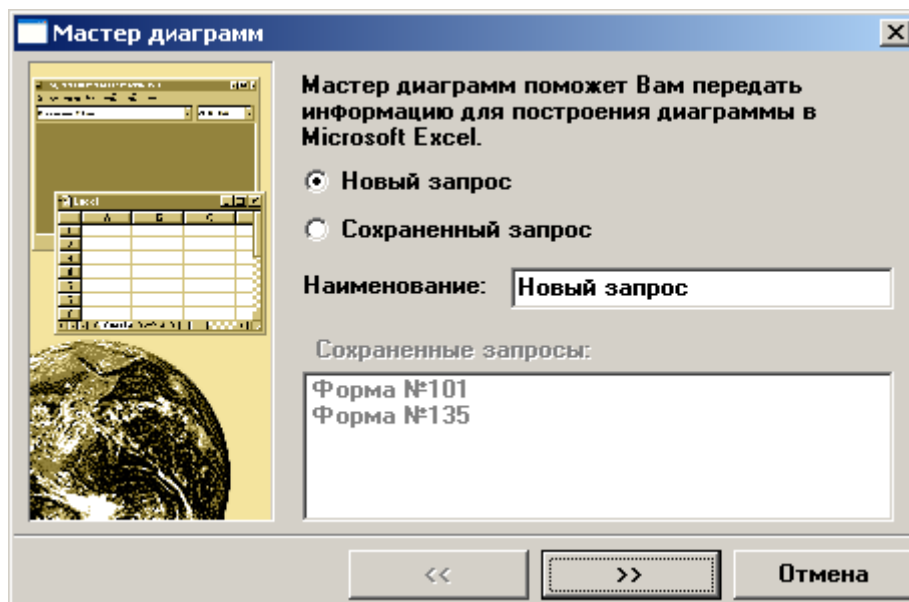 Мастер диаграмм
Мастер диаграмм поможет Вам передать
информацию для построения диаграммы в
Microsoft Excel.
Новый запрос
Сохраненный запрос
Наименование: Новый запрос
Сохраненные запросы:
Форма №101
Форма №135
Excel
A B C
<< >> Отмена